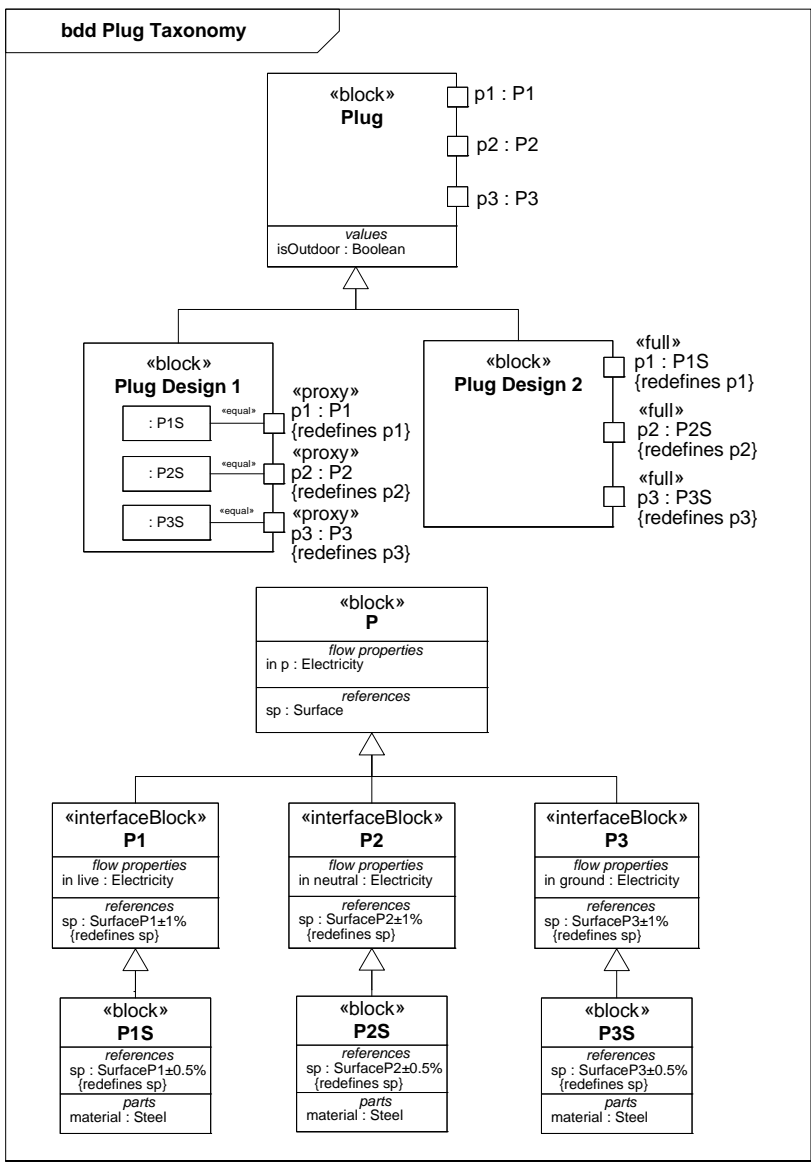 bdd Plug Taxonomy
«block»
Plug
p1 : P1
p2 : P2
p3 : P3
values
isOutdoor : Boolean
«block»
Plug Design 1
: P1S
«equal»
: P2S
«equal»
: P3S
«equal»
«proxy»
p1 : P1
{redefines p1}
«proxy»
p2 : P2
{redefines p2}
«proxy»
p3 : P3
{redefines p3}
«block»
Plug Design 2
«full»
p1 : P1S
{redefines p1}
«full»
p2 : P2S
{redefines p2}
«full»
p3 : P3S
{redefines p3}
«block»
P
flow properties
in p : Electricity
references
sp : Surface
«interfaceBlock»
P1
flow properties
in live : Electricity
references
sp : SurfaceP1±1%
{redefines sp}
«interfaceBlock»
P2
flow properties
in neutral : Electricity
references
sp : SurfaceP2±1%
{redefines sp}
«interfaceBlock»
P3
flow properties
in ground : Electricity
references
sp : SurfaceP3±1%
{redefines sp}
«block»
P1S
references
sp : SurfaceP1±0.5%
{redefines sp}
parts
material : Steel
«block»
P2S
references
sp : SurfaceP2±0.5%
{redefines sp}
parts
material : Steel
«block»
P3S
references
sp : SurfaceP3±0.5%
{redefines sp}
parts
material : Steel